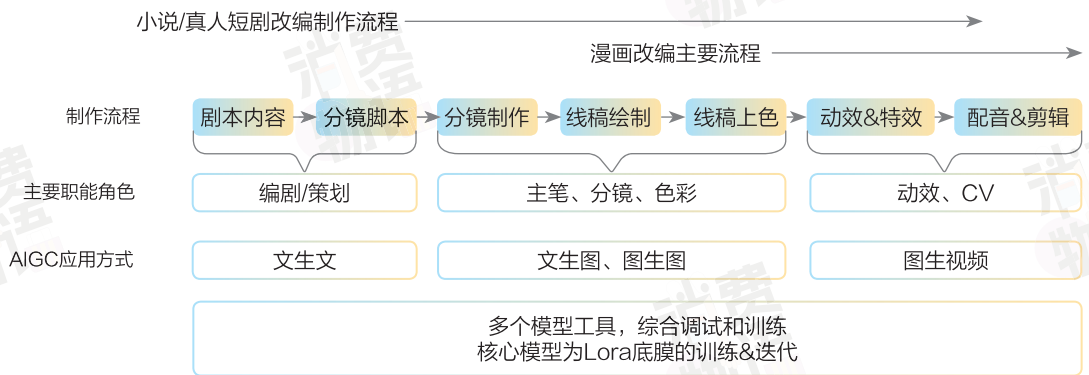 小说/真人短剧改编制作流程
漫画改编主要流程
制作流程
剧本内容
分镜脚本
分镜制作
线稿绘制
线稿上色
动效&特效
配音&剪辑
主要职能角色
编剧/策划
主笔、分镜、色彩
动效、CV
AIGC应用方式
文生文
文生图、图生图
图生视频
多个模型工具，综合调试和训练
核心模型为Lora底膜的训练&迭代